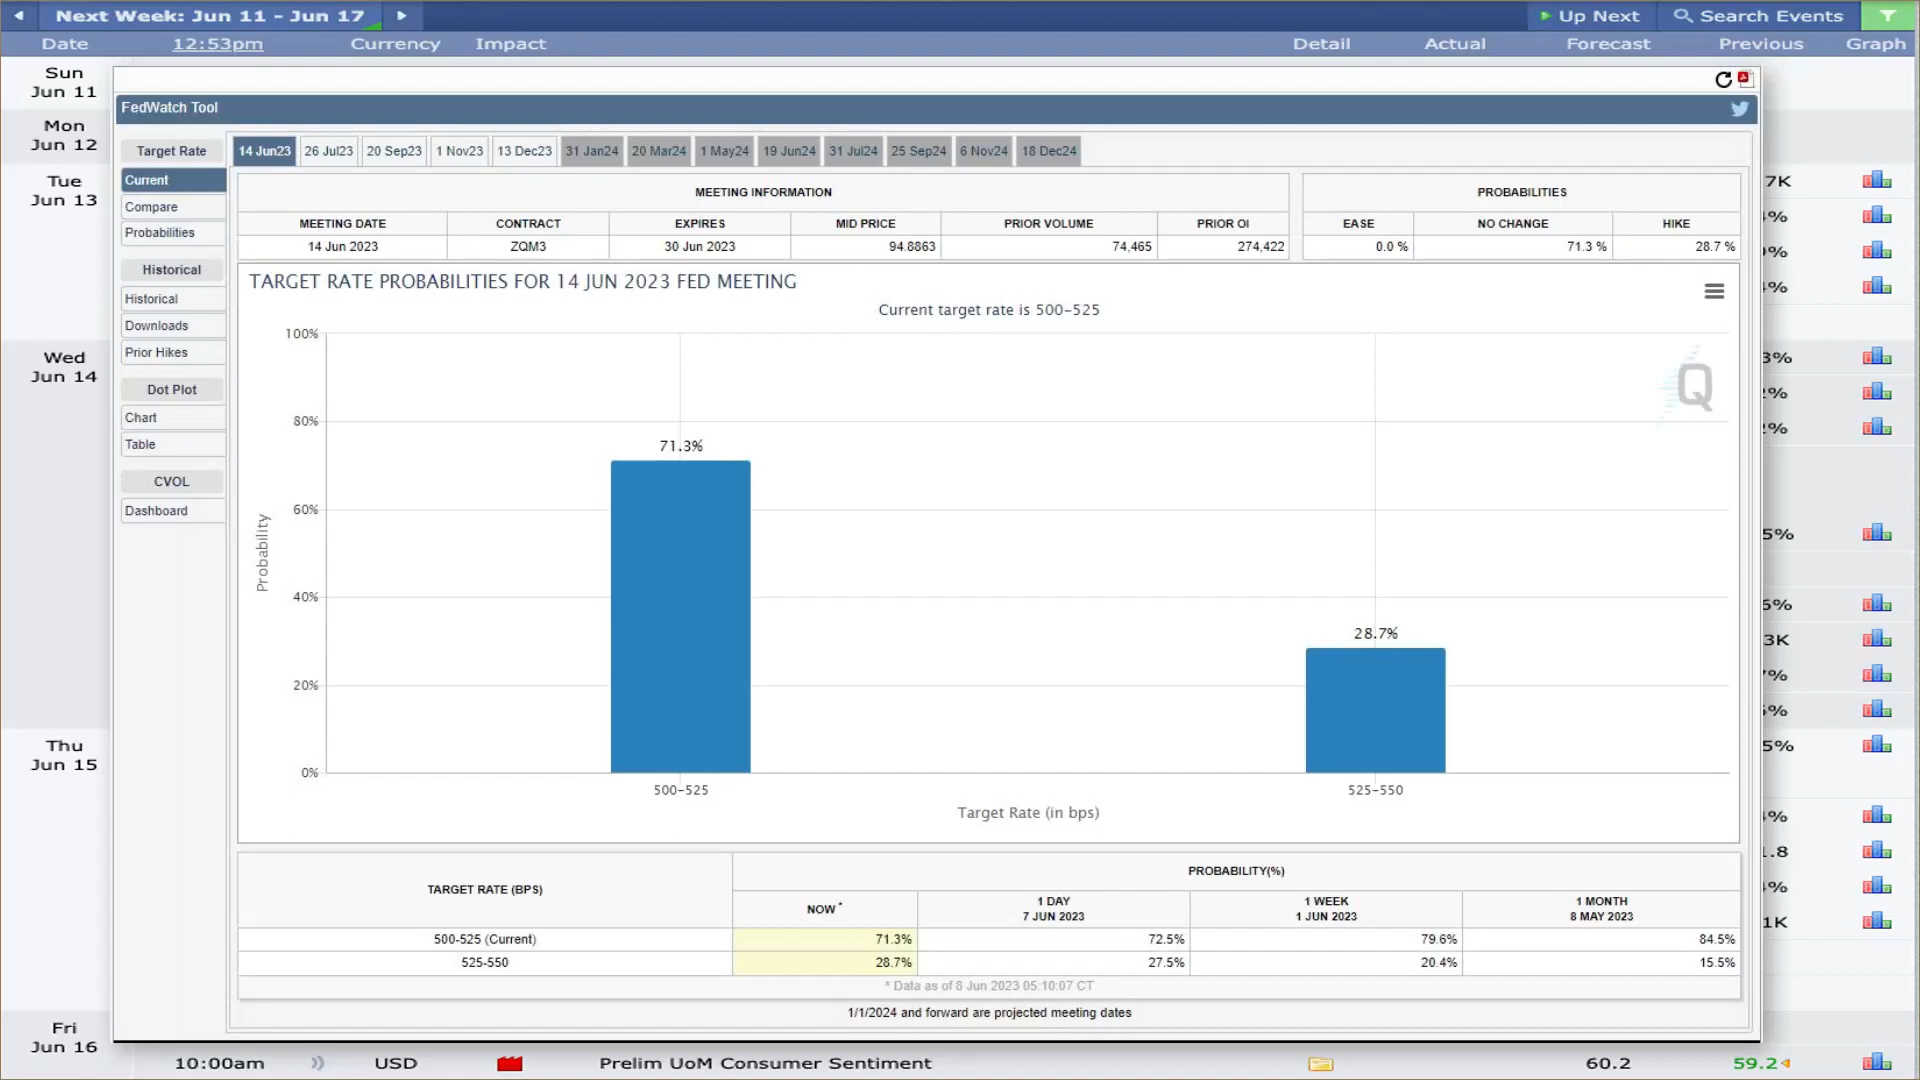 Next Week: Jun 11 - Jun 17
Up Next
Search Events
Date 12:53pm Currency Impact Detail Actual Forecast Previous Graph
Sun
Jun 11
Mon
Jun 12
Tue
Jun 13
Wed
Jun 14
Thu
Jun 15
Fri
Jun 16
FedWatch Tool
Target Rate
Current
Compare
Probabilities
Historical
Historical
Downloads
Prior Hikes
Dot Plot
Chart
Table
CVOL
Dashboard
14 Jun23 26 Jul23 20 Sep23 1 Nov23 13 Dec23 31 Jan24 20 Mar24 1 May24 19 Jun24 31 Jul24 25 Sep24 6 Nov24 18 Dec24
MEETING INFORMATION
MEETING DATE CONTRACT EXPIRES MID PRICE PRIOR VOLUME PRIOR OI
14 Jun 2023 ZQM3 30 Jun 2023 94.8863 74,465 274,422
PROBABILITIES
EASE NO CHANGE HIKE
0.0 % 71.3 % 28.7 %
TARGET RATE PROBABILITIES FOR 14 JUN 2023 FED MEETING
Current target rate is 500-525
Q
Probability
100%
80%
60%
40%
20%
0%
71.3%
28.7%
500-525
525-550
Target Rate (in bps)
TARGET RATE (BPS)
PROBABILITY(%)
NOW *
1 DAY
7 JUN 2023
1 WEEK
1 JUN 2023
1 MONTH
8 MAY 2023
500-525 (Current) 71.3% 72.5% 79.6% 84.5%
525-550 28.7% 27.5% 20.4% 15.5%
* Data as of 8 Jun 2023 05:10:07 CT
1/1/2024 and forward are projected meeting dates
10:00am USD Prelim UoM Consumer Sentiment 60.2 59.2